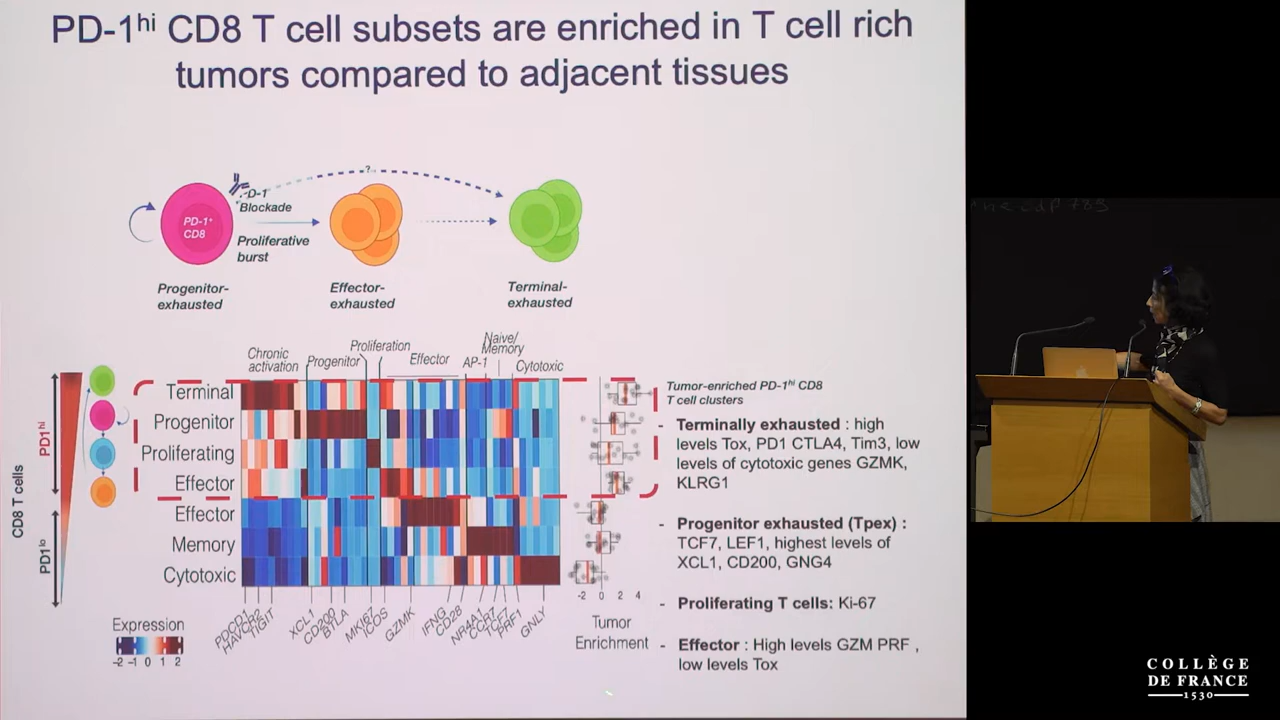 PD-1hi CD8 T cell subsets are enriched in T cell rich
tumors compared to adjacent tissues
?
-D-1
Blockade
PD-1+
CD8
Proliferative
burst
Progenitor-
exhausted
Effector-
exhausted
Terminal-
exhausted
Chronic
activation
Progenitor
Proliferation
Effector
AP-1
Naive/
Memory
Cytotoxic
CD8 T cells
PD1hi
PD1lo
Terminal
Progenitor
Proliferating
Effector
Effector
Memory
Cytotoxic
PDCD1
HAVCR2
TIGIT
XCL1
CD200
BTLA
MKI67
ICOS
GZMK
IFNG
CD28
NR4A1
CCR7
TCF7
PRF1
GNLY
-2 0 2 4
Tumor
Enrichment
Expression
-2 -1 0 1 2
Tumor-enriched PD-1hi CD8
T cell clusters
- Terminally exhausted : high
levels Tox, PD1 CTLA4, Tim3, low
levels of cytotoxic genes GZMK,
KLRG1
- Progenitor exhausted (Tpex) :
TCF7, LEF1, highest levels of
XCL1, CD200, GNG4
- Proliferating T cells: Ki-67
- Effector : High levels GZM PRF ,
low levels Tox
COLLÈGE
DE FRANCE
1530